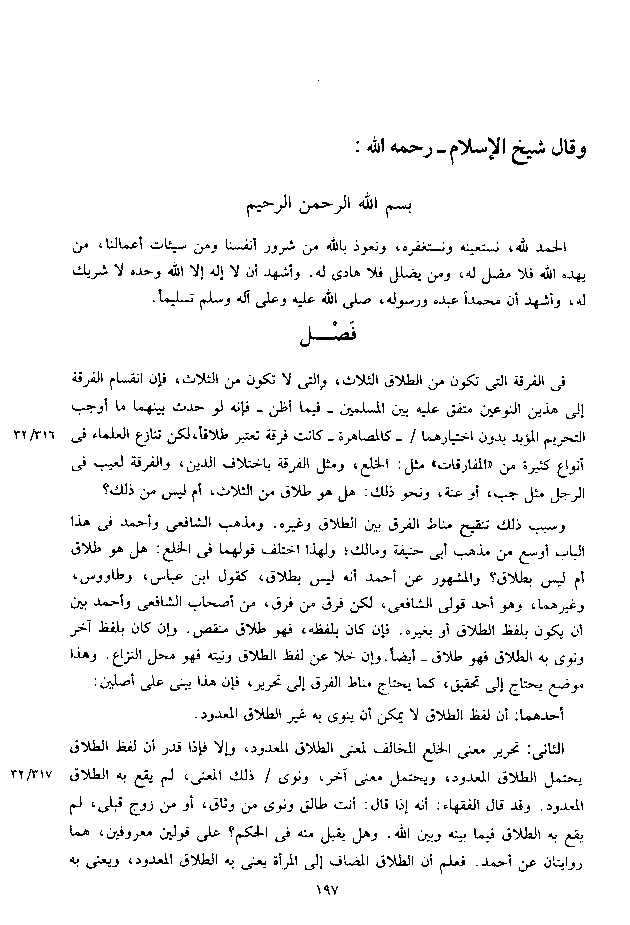 وقال شيخ الإسلام ـ رحمه الله :
بسم الله الرحمن الرحيم
الحمد لله، نستعينه ونستغفره، ونعوذ بالله من شرور أنفسنا ومن سيئات أعمالنا، من
يهده الله فلا مضل له، ومن يضلل فلا هادى له. وأشهد أن لا إله إلا الله وحده لا شريك
له، وأشهد أن محمداً عبده ورسوله، صلى الله عليه وعلى آله وسلم تسليماً.
فَصْـــل
فى الفرقة التى تكون من الطلاق الثلاث، والتى لا تكون من الثلاث، فإن انقسام الفرقة
إلى هذين النوعين متفق عليه بين المسلمين ـ فيما أظن ـ فإنه لو حدث بينهما ما أوجب
التحريم المؤبد بدون اختيارهما / ـ كالمصاهرة ـ كانت فرقة تعتبر طلاقاً،لكن تنازع العلماء فى ٣٢/٣١٦
أنواع كثيرة من «المفارقات» مثل: الخلع، ومثل الفرقة باختلاف الدين، والفرقة لعيب فى
الرجل مثل جب، أو عنة، ونحو ذلك: هل هو طلاق من الثلاث، أم ليس من ذلك؟
وسبب ذلك تنقيح مناط الفرق بين الطلاق وغيره. ومذهب الشافعى وأحمد فى هذا
الباب أوسع من مذهب أبى حنيفة ومالك؛ ولهذا اختلف قولهما فى الخلع: هل هو طلاق
أم ليس بطلاق؟ والمشهور عن أحمد أنه ليس بطلاق، كقول ابن عباس، وطاووس،
وغيرهما، وهو أحد قولى الشافعى، لكن فرق من فرق، من أصحاب الشافعى وأحمد بين
أن يكون بلفظ الطلاق أو بغيره. فإن كان بلفظه، فهو طلاق منقص. وإن كان بلفظ آخر
ونوى به الطلاق فهو طلاق ـ أيضاً.وإن خلا عن لفظ الطلاق ونيته فهو محل النزاع. وهذا
موضع يحتاج إلى تحقيق، كما يحتاج مناط الفرق إلى تحرير، فإن هذا يبنى على أصلين:
أحدهما: أن لفظ الطلاق لا يمكن أن ينوى به غير الطلاق المعدود.
الثانى: تحرير معنى الخلع المخالف لمعنى الطلاق المعدود، وإلا فإذا قدر أن لفظ الطلاق
يحتمل الطلاق المعدود، ويحتمل معنى آخر، ونوى / ذلك المعنى، لم يقع به الطلاق ٣٢/٣١٧
المعدود. وقد قال الفقهاء: أنه إذا قال: أنت طالق ونوى من وثاق، أو من زوج قبلى، لم
يقع به الطلاق فيما بينه وبين الله. وهل يقبل منه فى الحكم؟ على قولين معروفين، هما
روايتان عن أحمد. فعلم أن الطلاق المضاف إلى المرأة يعنى به الطلاق المعدود، ويعنى به
١٩٧